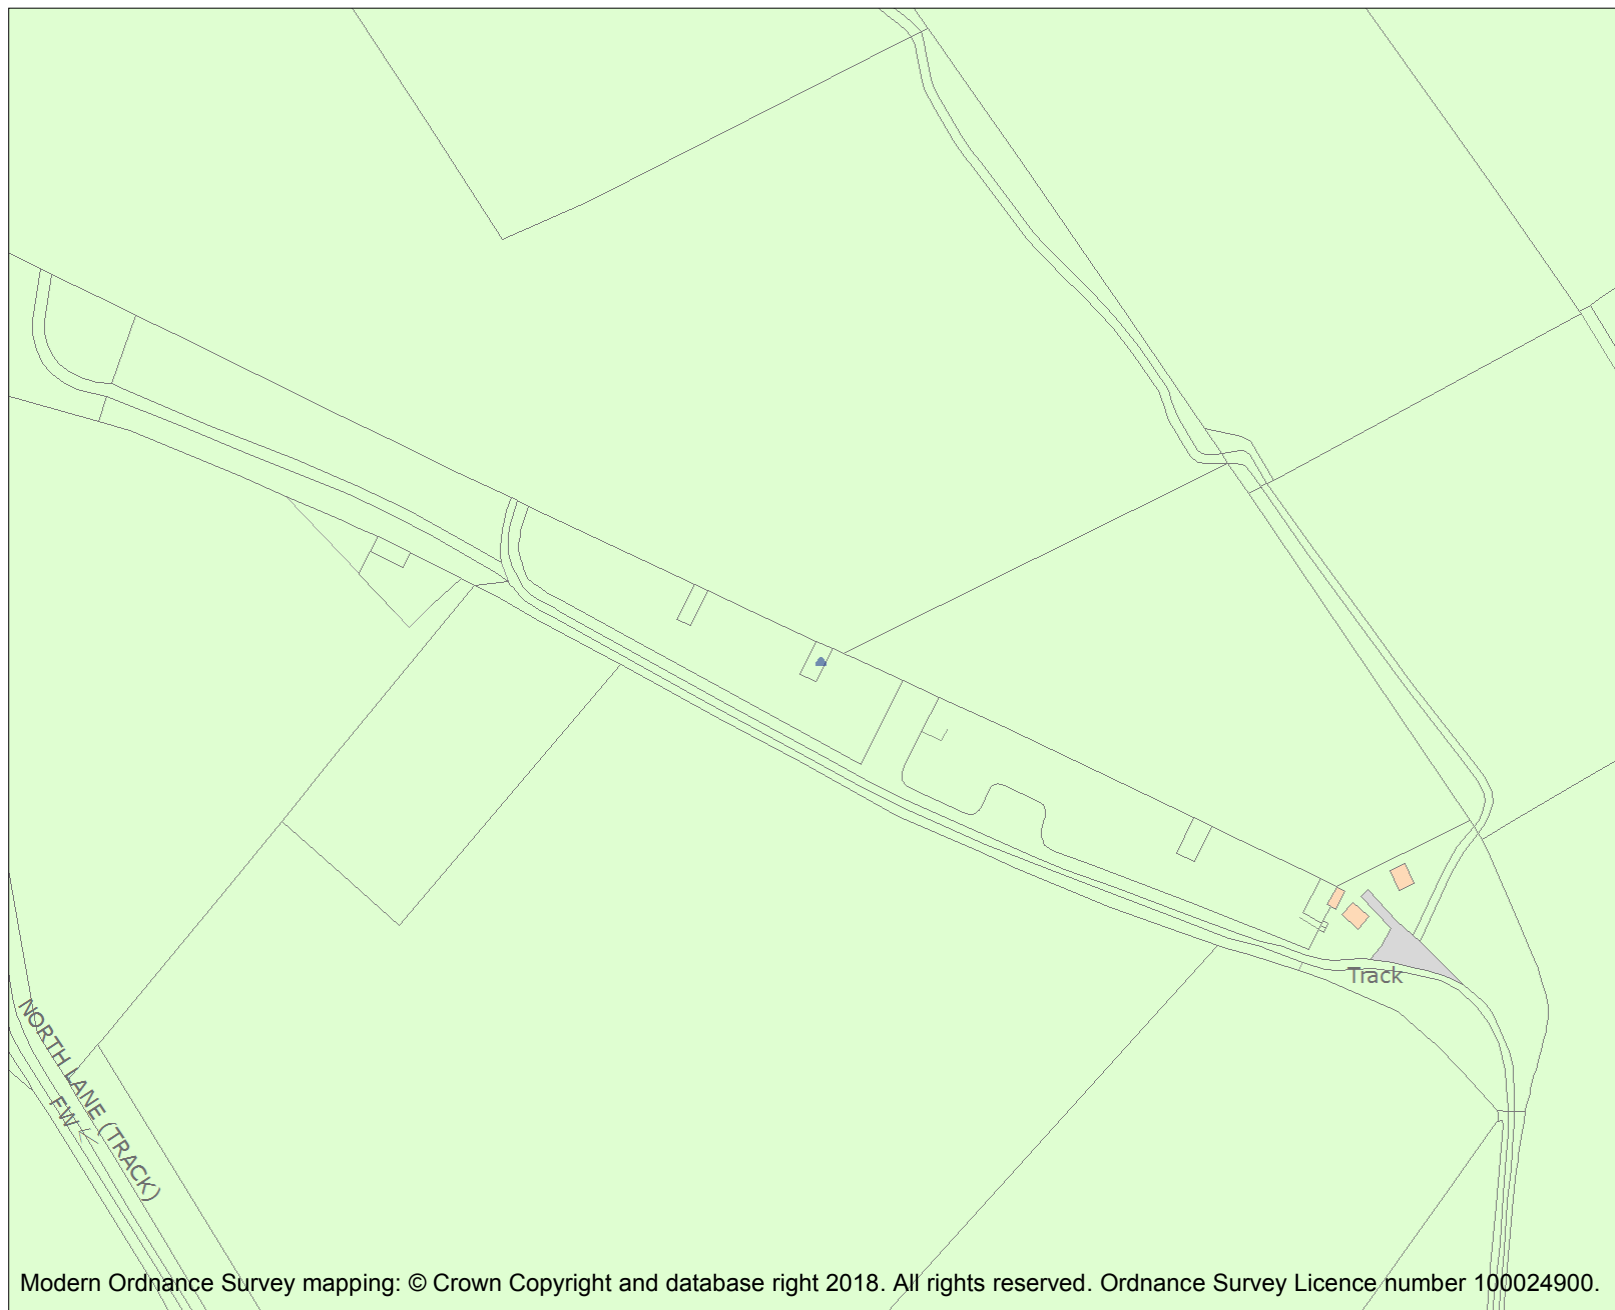 Track
NORTH LANE (TRACK)
FW
Modern Ordnance Survey mapping: © Crown Copyright and database right 2018. All rights reserved. Ordnance Survey Licence number 100024900.